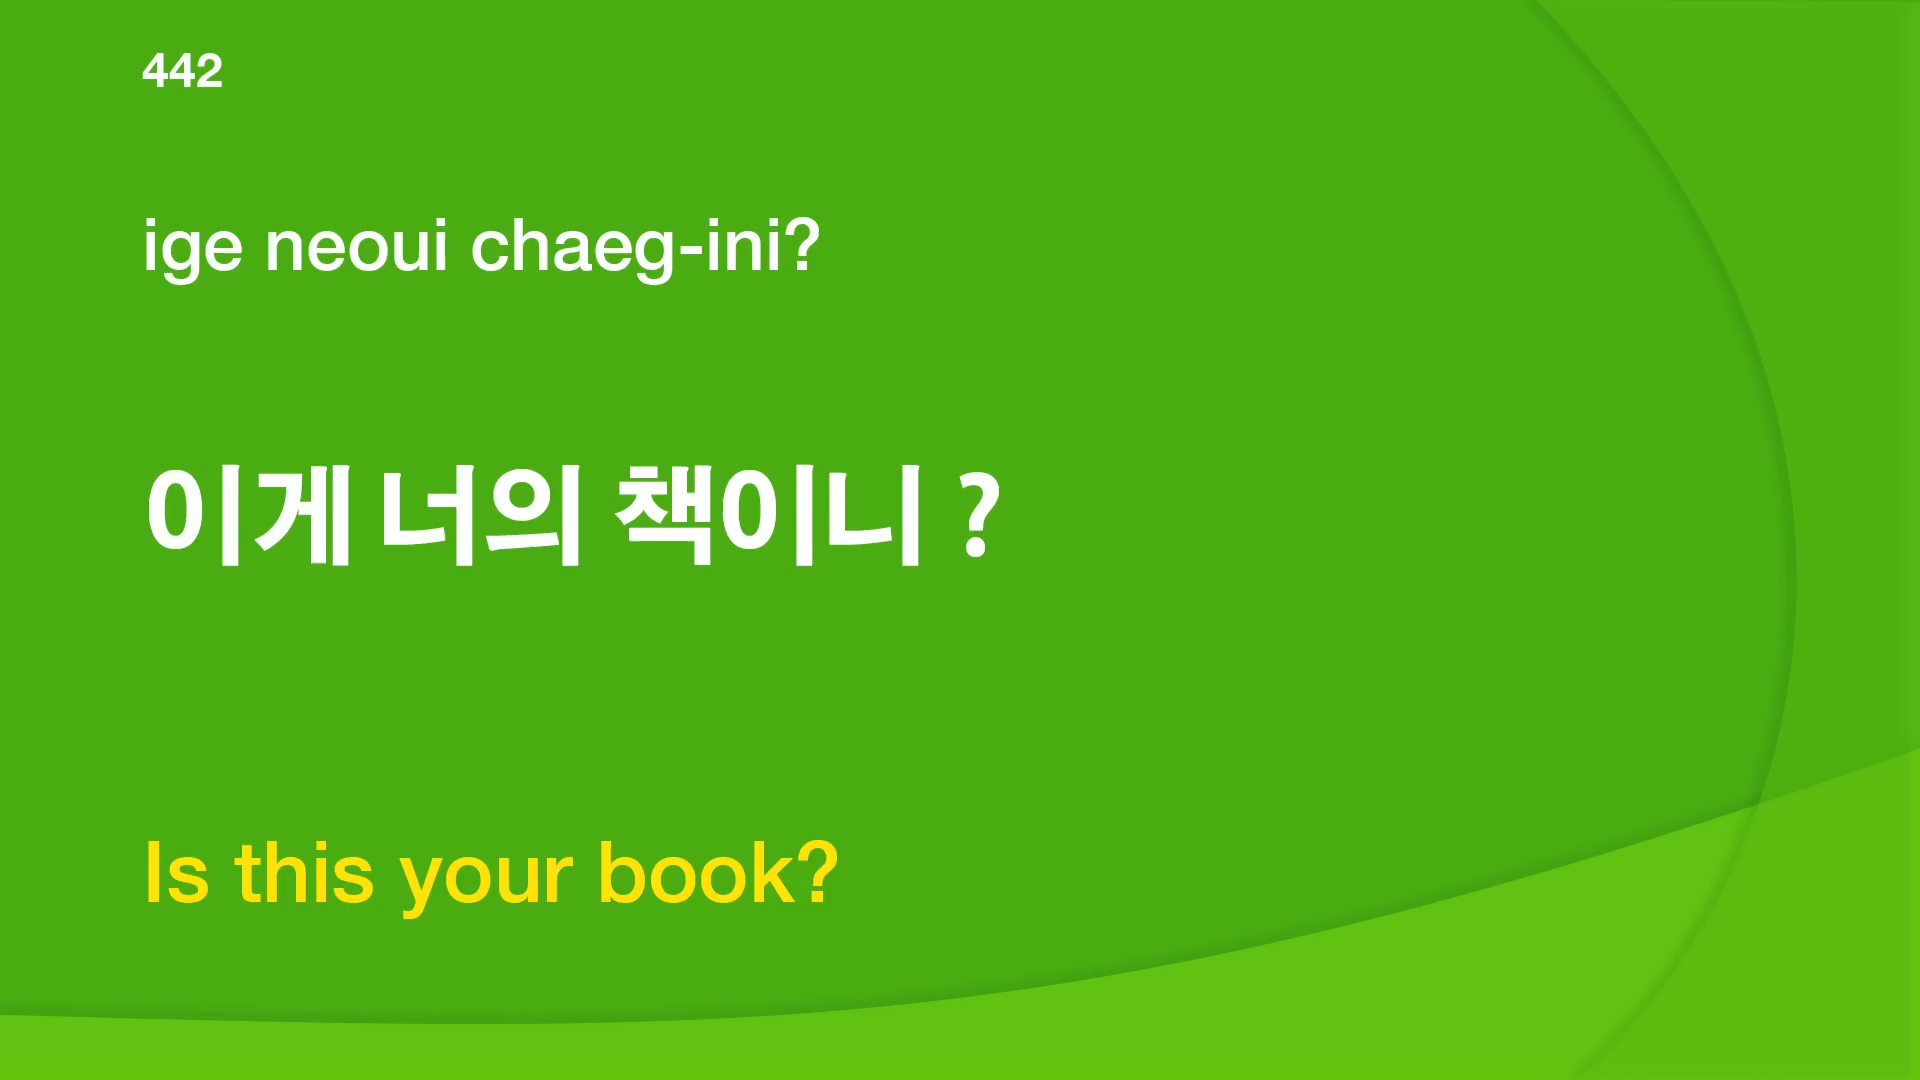 442
ige neoui chaeg-ini?
이게 너의 책이니 ?
Is this your book?